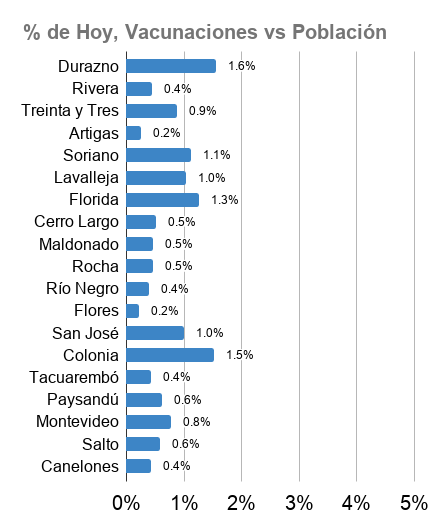 % de Hoy, Vacunaciones vs Población
Durazno 1.6%
Rivera 0.4%
Treinta y Tres 0.9%
Artigas 0.2%
Soriano 1.1%
Lavalleja 1.0%
Florida 1.3%
Cerro Largo 0.5%
Maldonado 0.5%
Rocha 0.5%
Río Negro 0.4%
Flores 0.2%
San José 1.0%
Colonia 1.5%
Tacuarembó 0.4%
Paysandú 0.6%
Montevideo 0.8%
Salto 0.6%
Canelones 0.4%
0% 1% 2% 3% 4% 5%